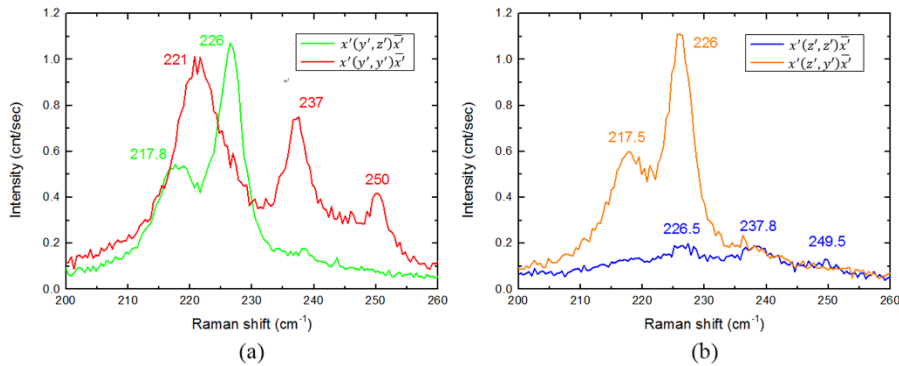 1.2
1.0
0.8
0.6
0.4
0.2
0.0
200 210 220 230 240 250 260
Intensity (cnt/sec)
Raman shift (cm⁻¹)
226
221
217.8
237
250
x′(y′,z′)x̅′
x′(y′,y′)x̅′
(a)
1.2
1.0
0.8
0.6
0.4
0.2
0.0
200 210 220 230 240 250 260
Intensity (cnt/sec)
Raman shift (cm⁻¹)
226
217.5
226.5
237.8
249.5
x′(z′,z′)x̅′
x′(z′,y′)x̅′
(b)